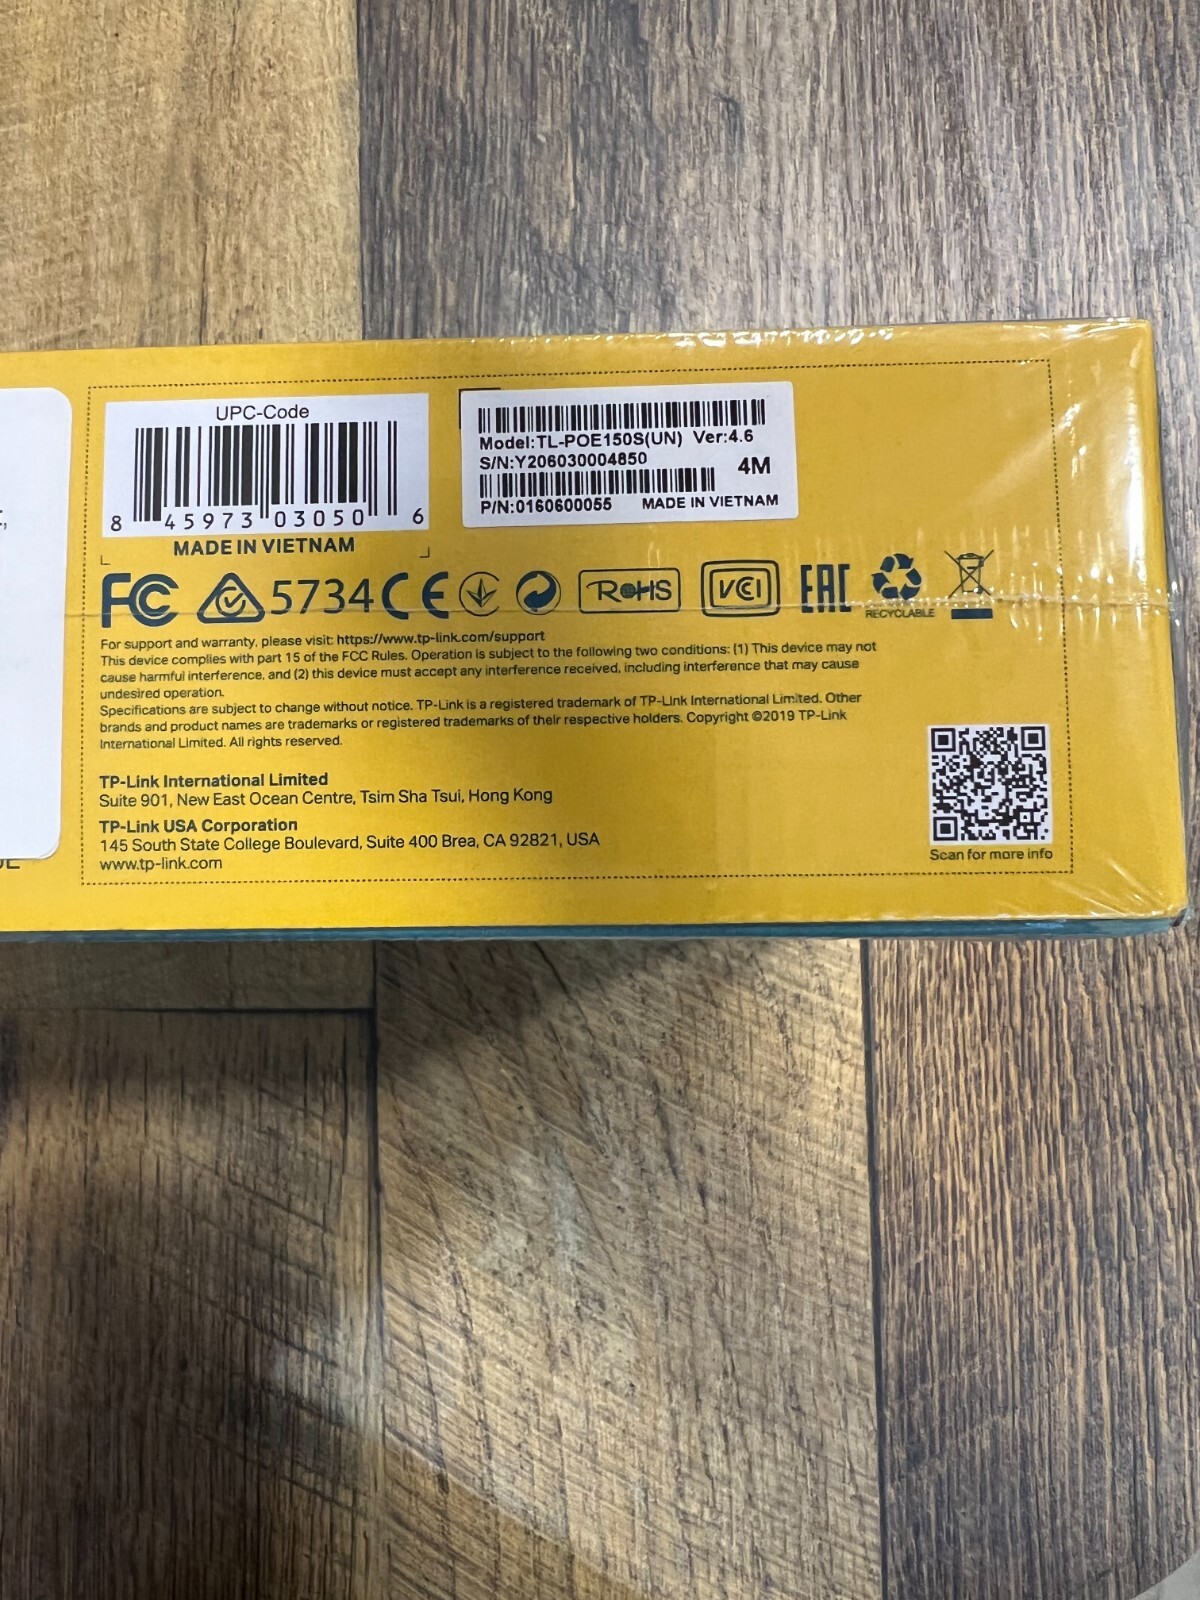 UPC-Code
8 45973 03050 6
MADE IN VIETNAM
Model:TL-POE150S(UN) Ver:4.6
S/N:Y206030004850
4M
P/N:0160600055 MADE IN VIETNAM
FC 5734 CE RoHS VCI EAC
RECYCLABLE
For support and warranty, please visit: https://www.tp-link.com/support
This device complies with part 15 of the FCC Rules. Operation is subject to the following two conditions: (1) This device may not
cause harmful interference, and (2) this device must accept any interference received, including interference that may cause
undesired operation.
Specifications are subject to change without notice. TP-Link is a registered trademark of TP-Link International Limited. Other
brands and product names are trademarks or registered trademarks of their respective holders. Copyright ©2019 TP-Link
International Limited. All rights reserved.
TP-Link International Limited
Suite 901, New East Ocean Centre, Tsim Sha Tsui, Hong Kong
TP-Link USA Corporation
145 South State College Boulevard, Suite 400 Brea, CA 92821, USA
www.tp-link.com
Scan for more info